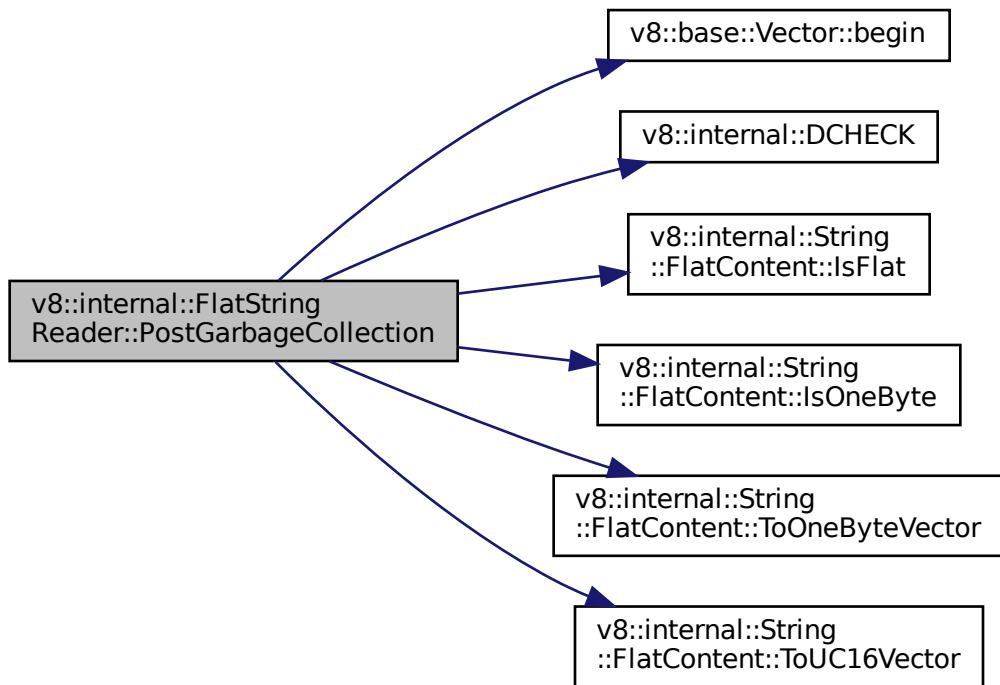 v8::base::Vector::begin
v8::internal::DCHECK
v8::internal::String
::FlatContent::IsFlat
v8::internal::FlatString
Reader::PostGarbageCollection
v8::internal::String
::FlatContent::IsOneByte
v8::internal::String
::FlatContent::ToOneByteVector
v8::internal::String
::FlatContent::ToUC16Vector